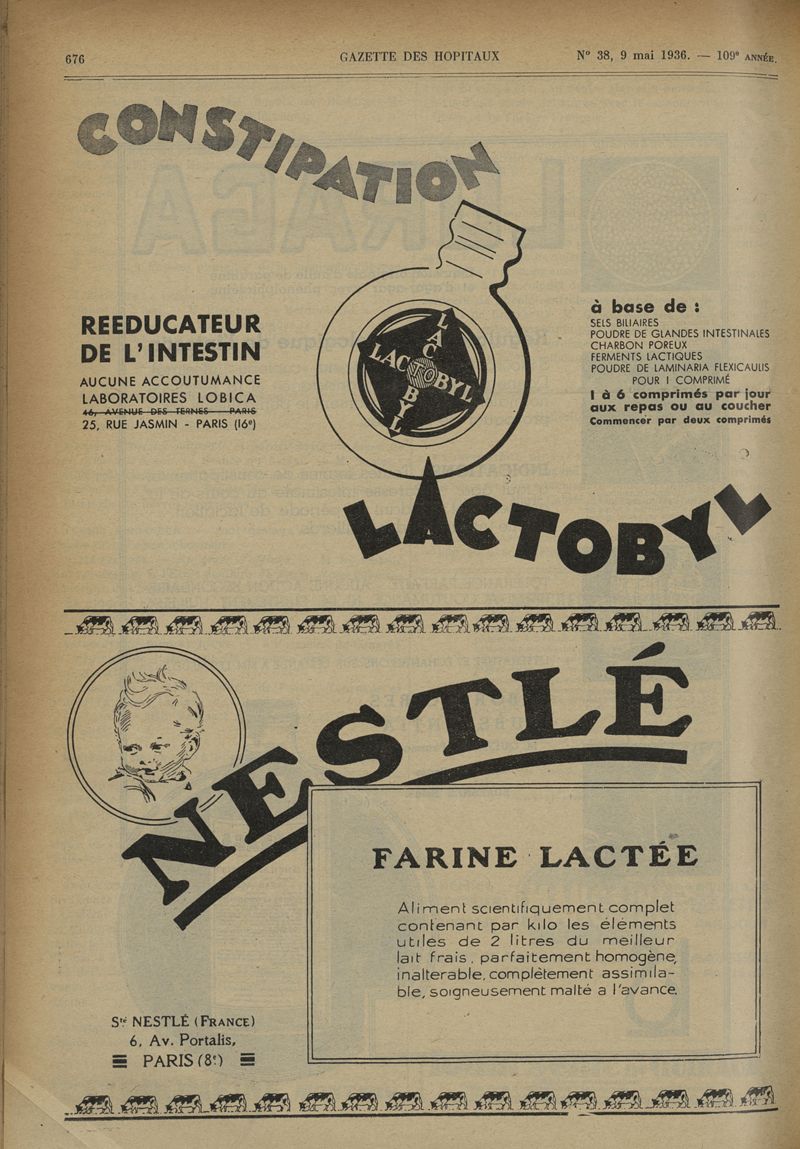 676
GAZETTE DES HOPITAUX
N° 38, 9 mai 1936. — 109e ANNÉE.
CONSTIPATION
REEDUCATEUR
DE L'INTESTIN
AUCUNE ACCOUTUMANCE
LABORATOIRES LOBICA
46, AVENUE DES TERNES - PARIS
25, RUE JASMIN - PARIS (16e)
LACTOBYL
LACTOBYL
à base de :
SELS BILIAIRES
POUDRE DE GLANDES INTESTINALES
CHARBON POREUX
FERMENTS LACTIQUES
POUDRE DE LAMINARIA FLEXICAULIS
POUR 1 COMPRIMÉ
1 à 6 comprimés par jour
aux repas ou au coucher
Commencer par deux comprimés
LACTOBYL
NESTLÉ
FARINE LACTÉE
Aliment scientifiquement complet
contenant par kilo les éléments
utiles de 2 litres du meilleur
lait frais, parfaitement homogène,
inalterable, complètement assimila-
ble, soigneusement malté a l'avance.
Sté NESTLÉ (FRANCE)
6, Av. Portalis,
PARIS (8e)